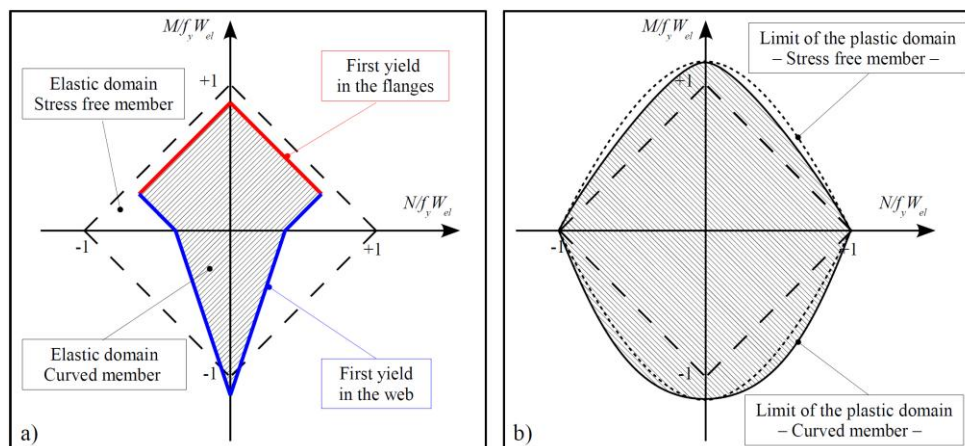 a)
M/f_y W_el
N/f_y W_el
+1
-1
+1
-1
Elastic domain
Stress free member
First yield
in the flanges
Elastic domain
Curved member
First yield
in the web
b)
M/f_y W_el
N/f_y W_el
+1
-1
+1
-1
Limit of the plastic domain
– Stress free member –
Limit of the plastic domain
– Curved member –